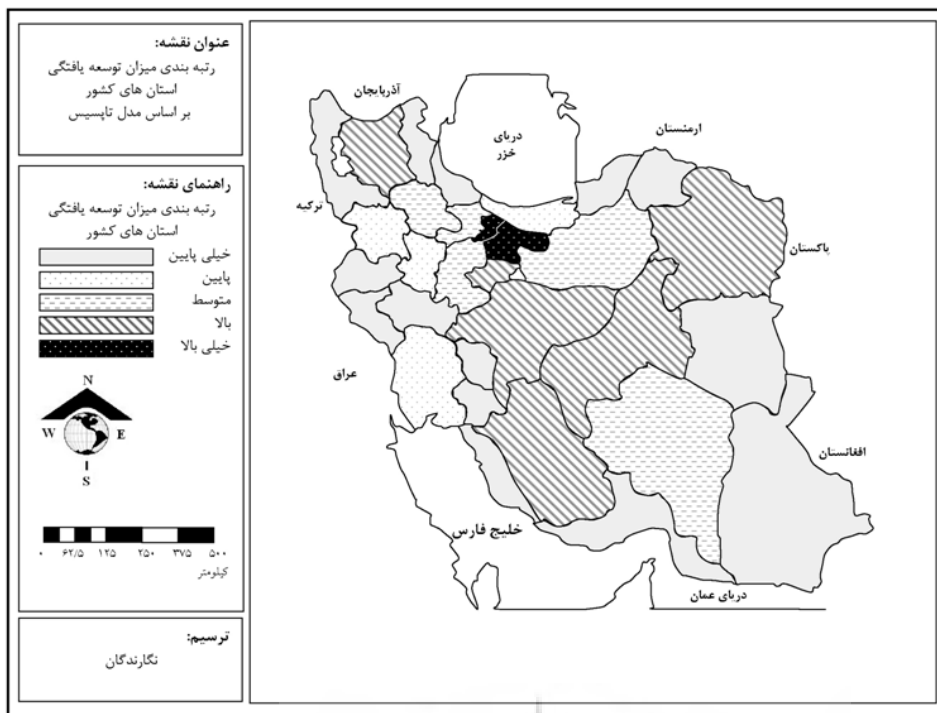 عنوان نقشه:
رتبه بندی میزان توسعه یافتگی
استان های کشور
بر اساس مدل تاپسیس
راهنمای نقشه:
رتبه بندی میزان توسعه یافتگی
استان های کشور
خیلی پایین
پایین
متوسط
بالا
خیلی بالا
N
W E
S
۰ ۶۲/۵ ۱۲۵ ۲۵۰ ۳۷۵ ۵۰۰
کیلومتر
ترسیم:
نگارندگان
آذربایجان
ارمنستان
دریای
خزر
ترکیه
پاکستان
عراق
افغانستان
خلیج فارس
دریای عمان